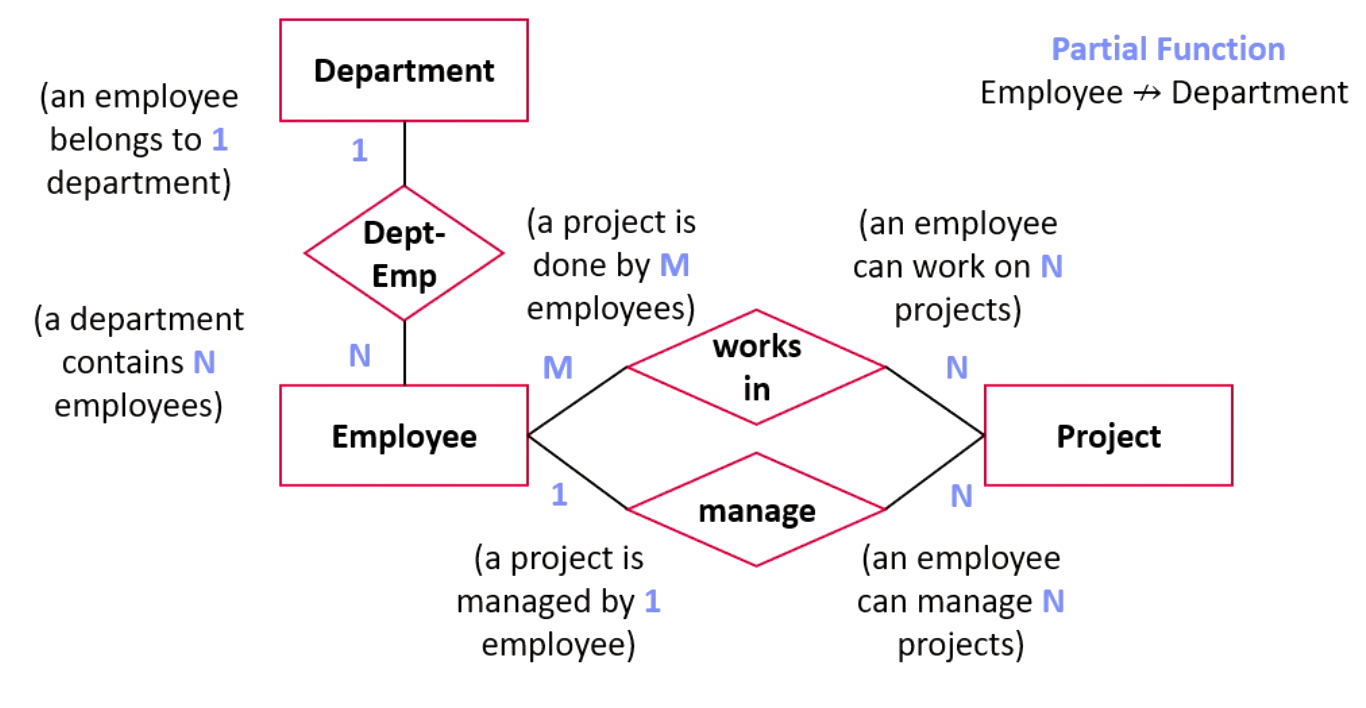 Department
Partial Function
Employee ↛ Department
(an employee
belongs to 1
department)
1
Dept-
Emp
(a project is
done by M
employees)
(an employee
can work on N
projects)
(a department
contains N
employees)
N
M
works
in
N
Employee
Project
1
manage
N
(a project is
managed by 1
employee)
(an employee
can manage N
projects)